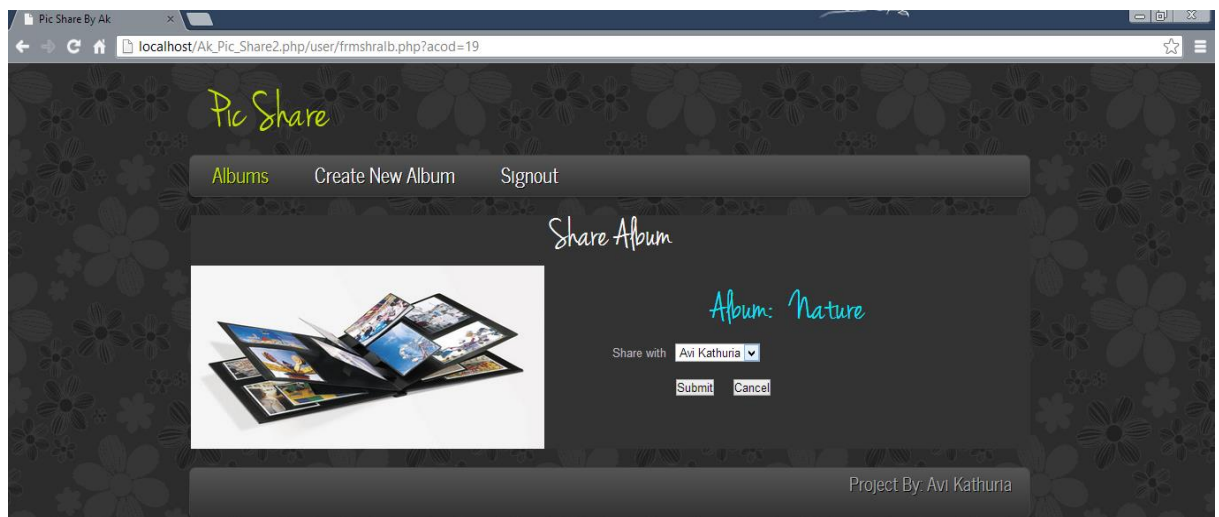 Pic Share By Ak
localhost/Ak_Pic_Share2.php/user/frmshralb.php?acod=19
Pic Share
Albums Create New Album Signout
Share Album
Album: Nature
Share with Avi Kathuria
Submit Cancel
Project By: Avi Kathuria